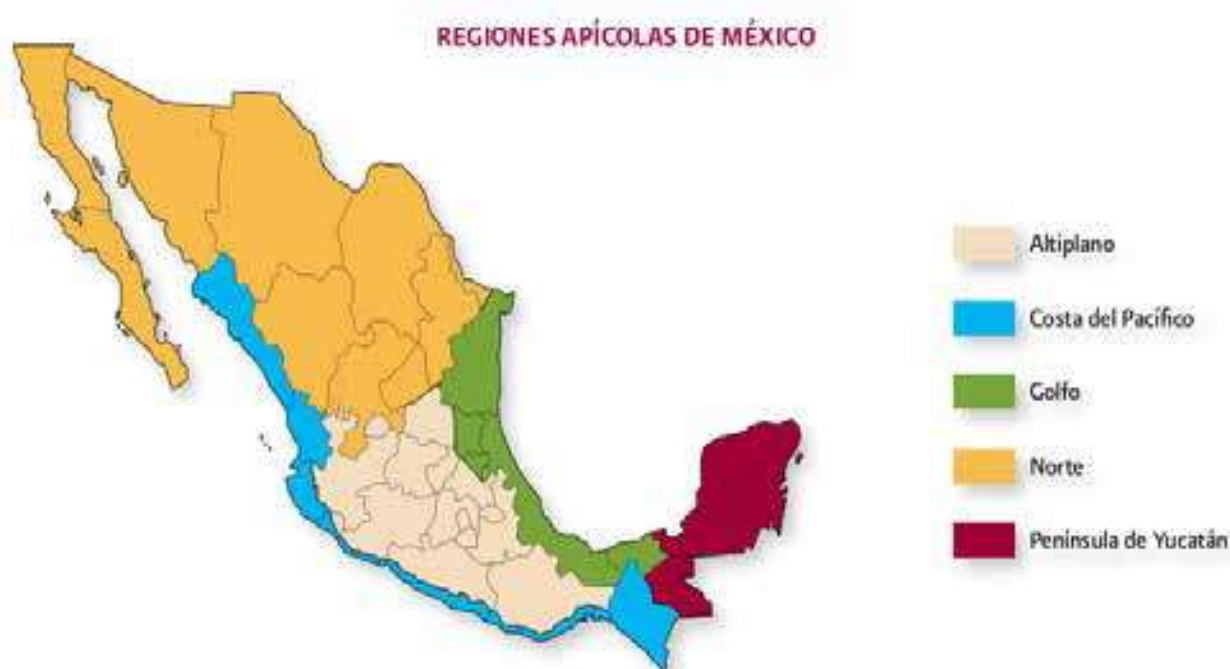 REGIONES APÍCOLAS DE MÉXICO
Altiplano
Costa del Pacífico
Golfo
Norte
Península de Yucatán